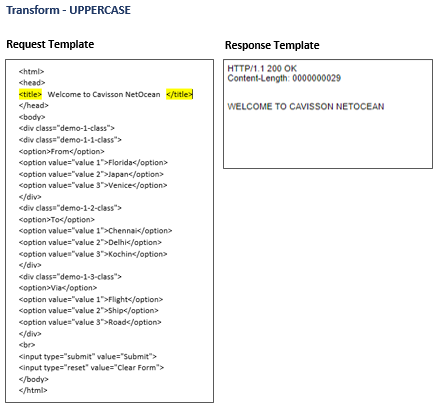 Transform - UPPERCASE
Request Template
<html>
<head>
<title> Welcome to Cavisson NetOcean </title>
</head>
<body>
<div class="demo-1-class">
<div class="demo-1-1-class">
<option>From</option>
<option value="value 1">Florida</option>
<option value="value 2">Japan</option>
<option value="value 3">Venice</option>
</div>
<div class="demo-1-2-class">
<option>To</option>
<option value="value 1">Chennai</option>
<option value="value 2">Delhi</option>
<option value="value 3">Kochin</option>
</div>
<div class="demo-1-3-class">
<option>Via</option>
<option value="value 1">Flight</option>
<option value="value 2">Ship</option>
<option value="value 3">Road</option>
</div>
<br>
<input type="submit" value="Submit">
<input type="reset" value="Clear Form">
</body>
</html>
Response Template
HTTP/1.1 200 OK
Content-Length: 0000000029
WELCOME TO CAVISSON NETOCEAN